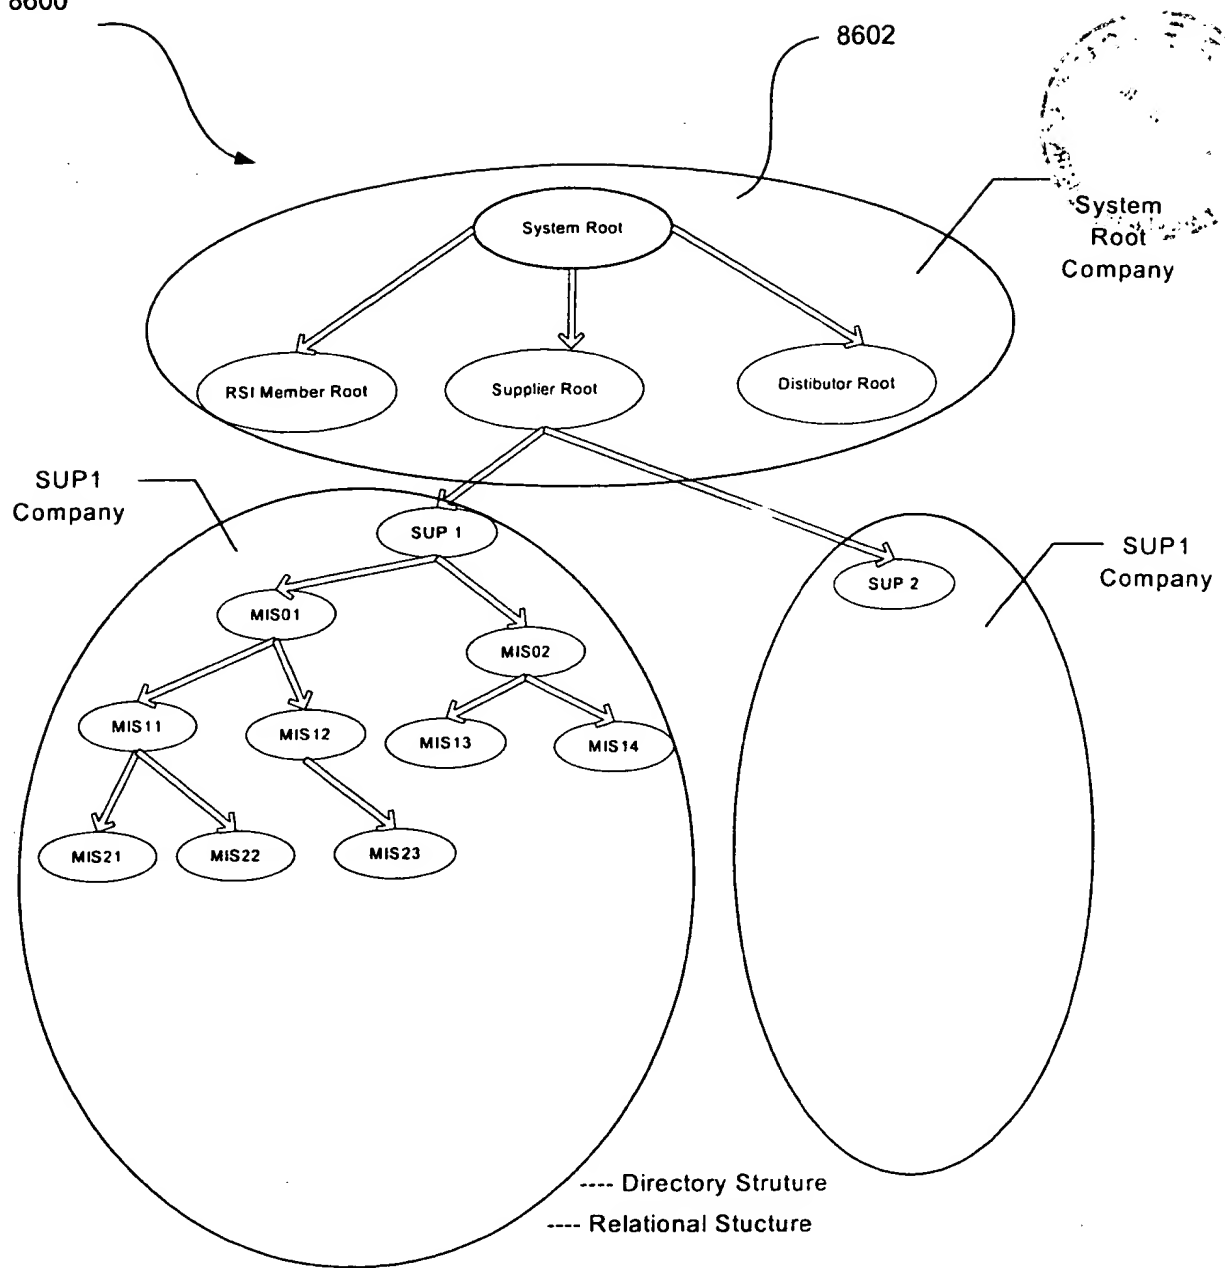 8600
8602
System Root
System
Root
Company
RSI Member Root
Supplier Root
Distibutor Root
SUP1
Company
SUP 1
SUP1
Company
SUP 2
MIS01
MIS02
MIS11
MIS12
MIS13
MIS14
MIS21
MIS22
MIS23
---- Directory Struture
---- Relational Stucture